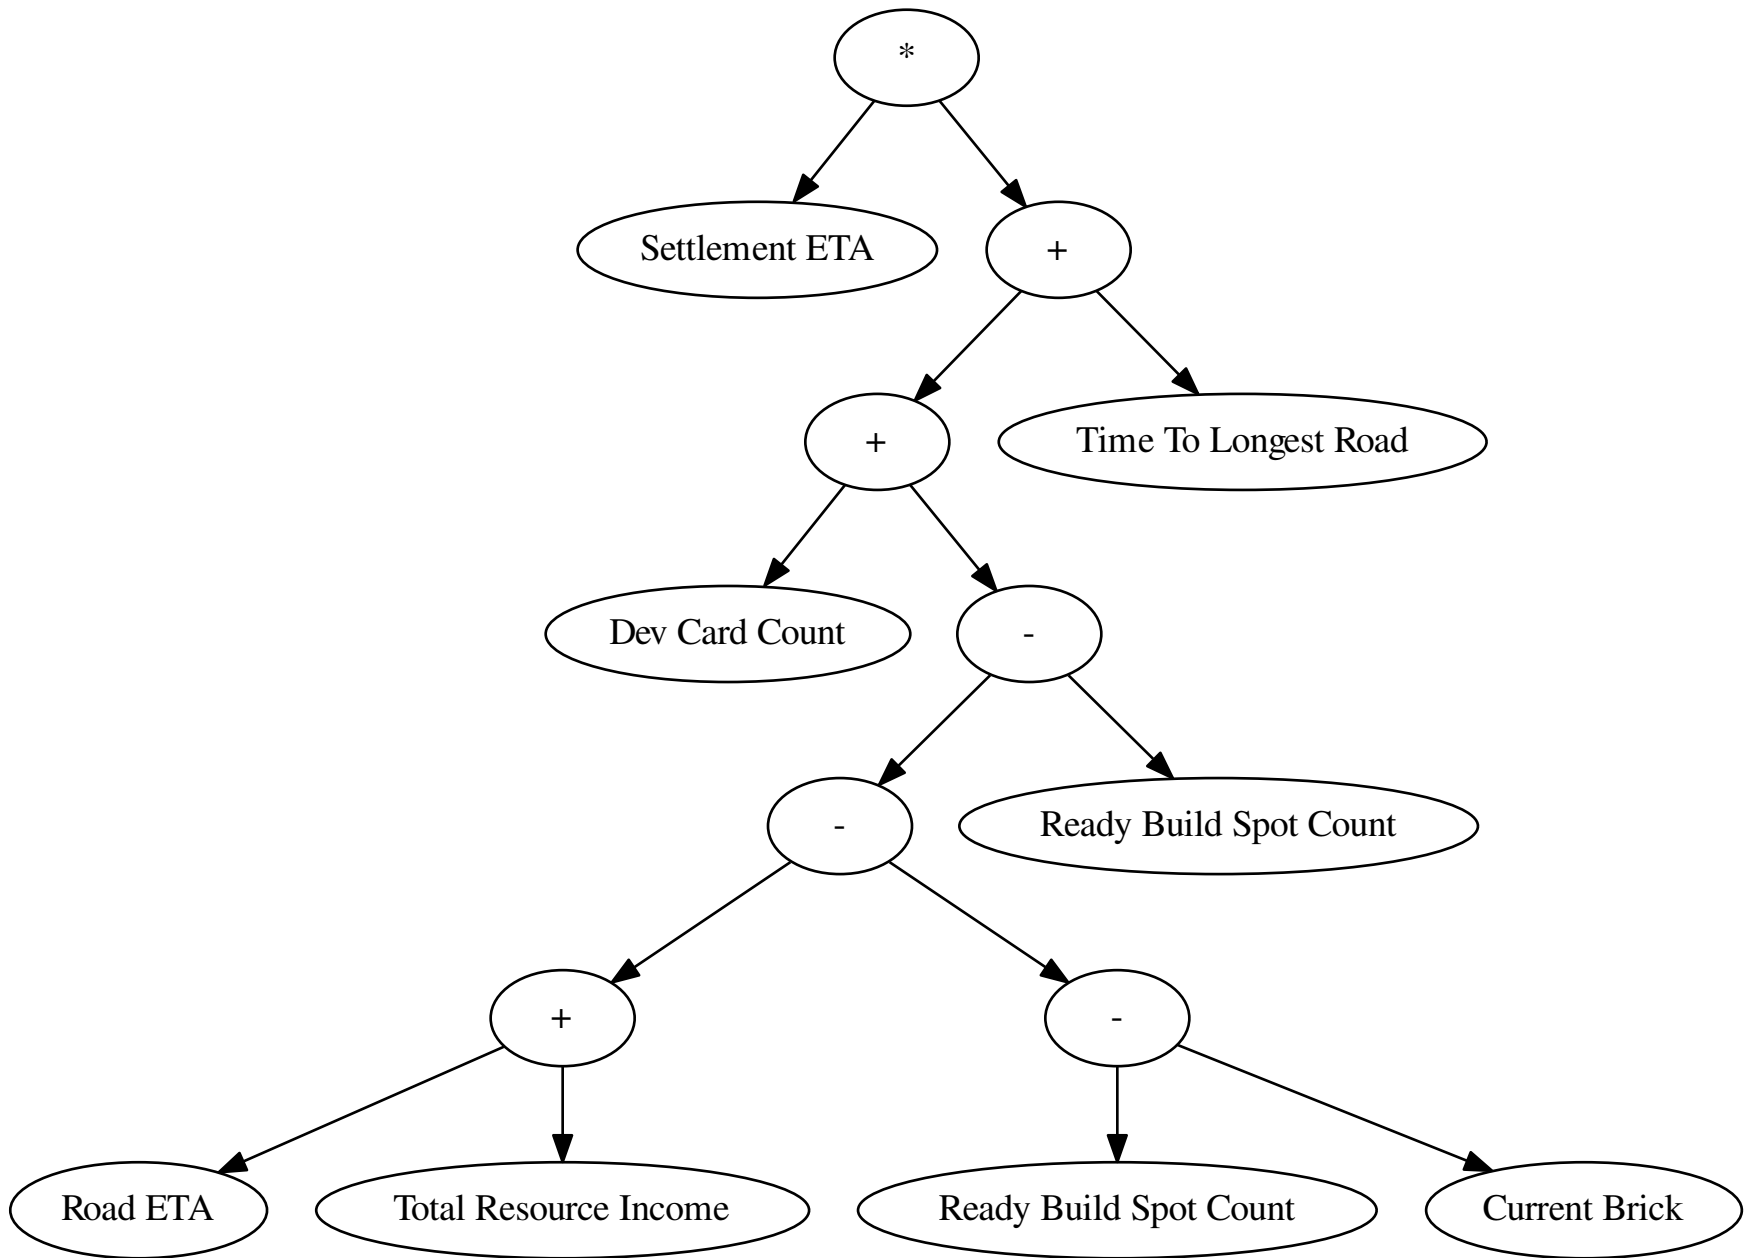 *
Settlement ETA
+
+
Time To Longest Road
Dev Card Count
-
-
Ready Build Spot Count
+
-
Road ETA
Total Resource Income
Ready Build Spot Count
Current Brick